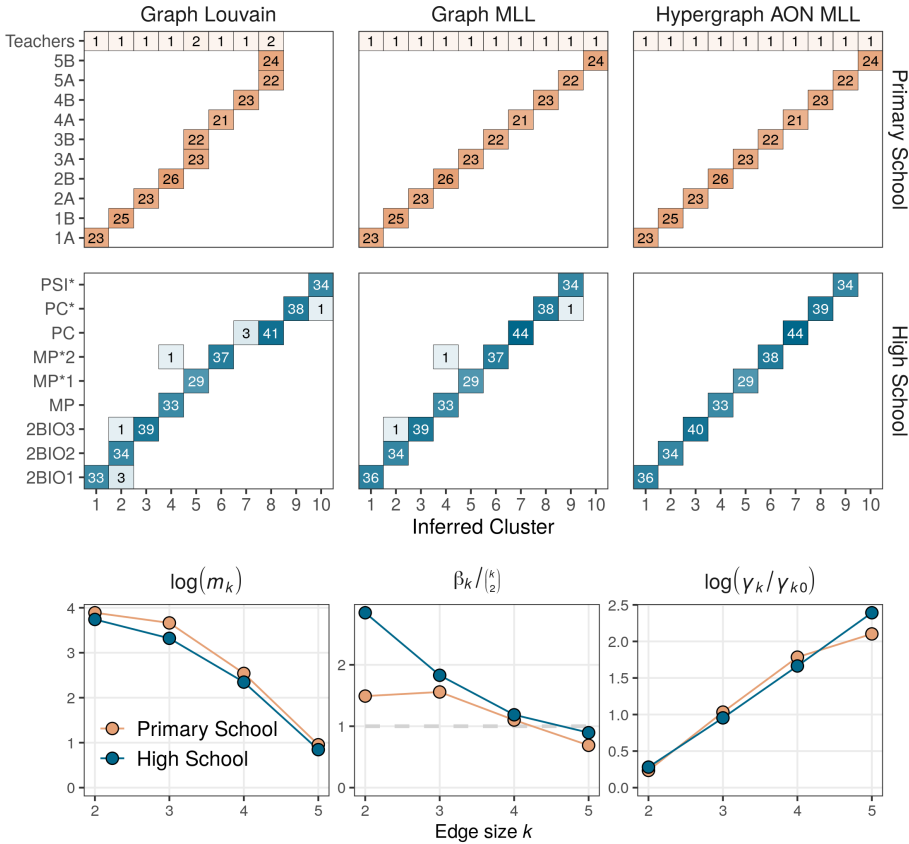 Graph Louvain Graph MLL Hypergraph AON MLL
Teachers 1 1 1 1 2 1 1 2 1 1 1 1 1 1 1 1 1 1 1 1 1 1 1 1 1 1 1 1
5B 24 24 24
5A 22 22 22
4B 23 23 23
4A 21 21 21
3B 22 22 22
3A 23 23 23
2B 26 26 26
2A 23 23 23
1B 25 25 25
1A 23 23 23
Primary School
PSI* 34 34 34
PC* 38 1 38 1 39
PC 3 41 44 44
MP*2 1 37 1 37 38
MP*1 29 29 29
MP 33 33 33
2BIO3 1 39 1 39 40
2BIO2 34 34 34
2BIO1 33 3 36 36
High School
1 2 3 4 5 6 7 8 9 10 1 2 3 4 5 6 7 8 9 10 1 2 3 4 5 6 7 8 9 10
Inferred Cluster
log(m_k) β_k/(k 2) log(γ_k/γ_k0)
4
3
2
1
0
Primary School
High School
2 3 4 5
2
1
0
2 3 4 5
2.5
2.0
1.5
1.0
0.5
0.0
2 3 4 5
Edge size k